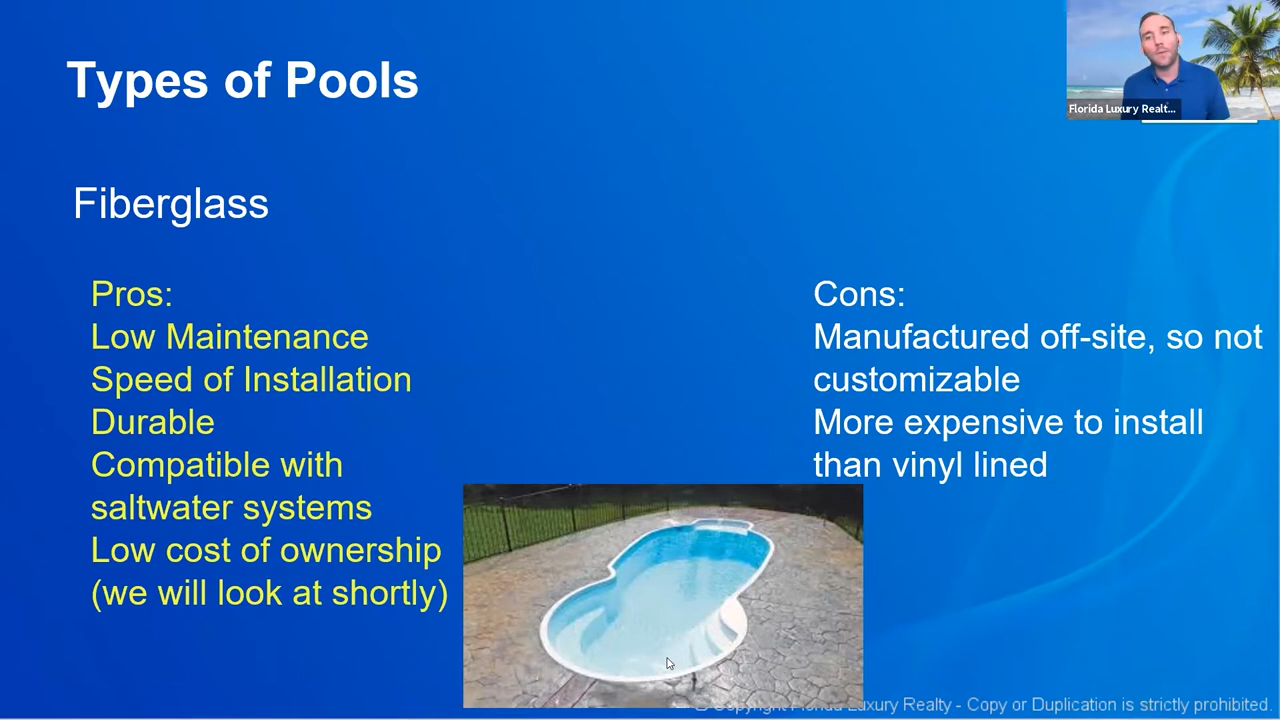 Types of Pools
Florida Luxury Realt...
Fiberglass
Pros:
Low Maintenance
Speed of Installation
Durable
Compatible with
saltwater systems
Low cost of ownership
(we will look at shortly)
Cons:
Manufactured off-site, so not
customizable
More expensive to install
than vinyl lined
© Copyright Florida Luxury Realty - Copy or Duplication is strictly prohibited.